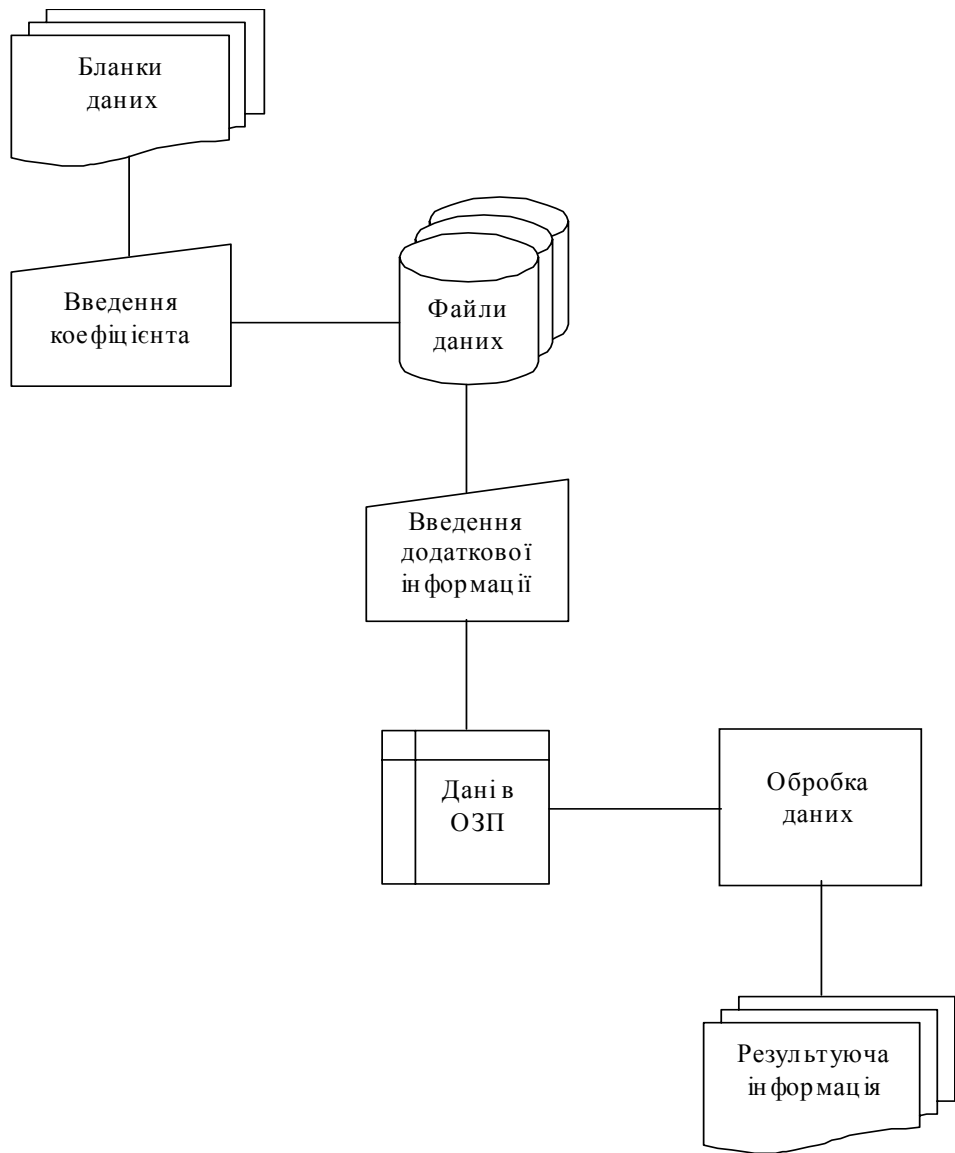 Бланки
даних
Введення
коефіцієнта
Файли
даних
Введення
додаткової
інформації
Дані в
ОЗП
Обробка
даних
Результуюча
інформація